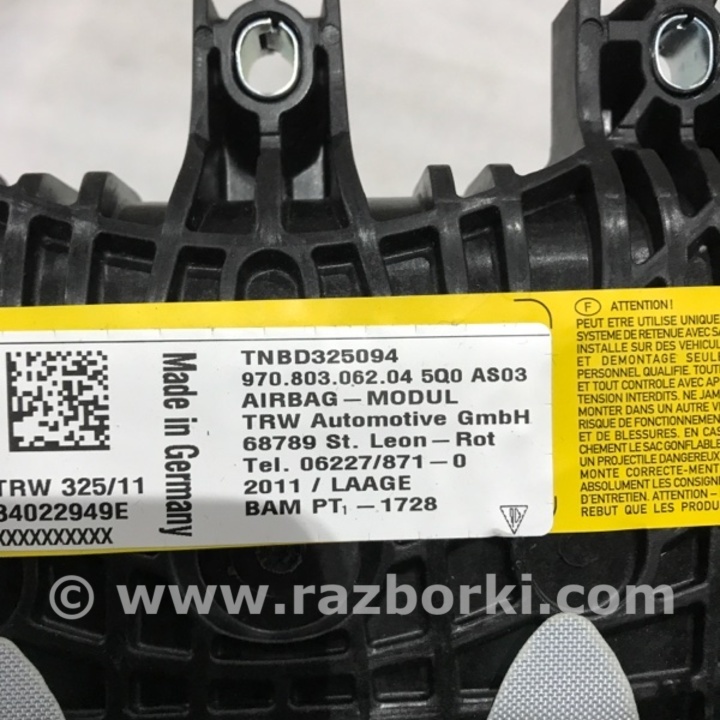 TNBD325094
970.803.062.04 5Q0 AS03
AIRBAG-MODUL
TRW Automotive GmbH
68789 St. Leon-Rot
Tel. 06227/871-0
2011 / LAAGE
BAM PT1 -1728
Made in Germany
TRW 325/11
34022949E
XXXXXXXXXX
F ATTENTION!
PEUT ETRE UTILISE UNIQUE
SYSTEME DE RETENUE AVEC SA
INSTALLE SUR DES VEHICUL
ET DEMONTAGE SEULE
PERSONNEL QUALIFIE. TOUT
ET TOUT CONTROLE AVEC AP
TENSION INTERDITS. NE JAM
MONTER DANS UN AUTRE V
RISQUE DE FONCTIONNEMEN
ET DE BLESSURES. EN CAS
CHEMENT LE SAC GONFLABLE
UN PROJECTILE DANGEREUX
MONTE CORRECTE-MENT
ABSOLUMENT LES CONSIGNE
D'ENTRETIEN. ATTENTION-
REBUT QUE LES PRODU
© www.razborki.com